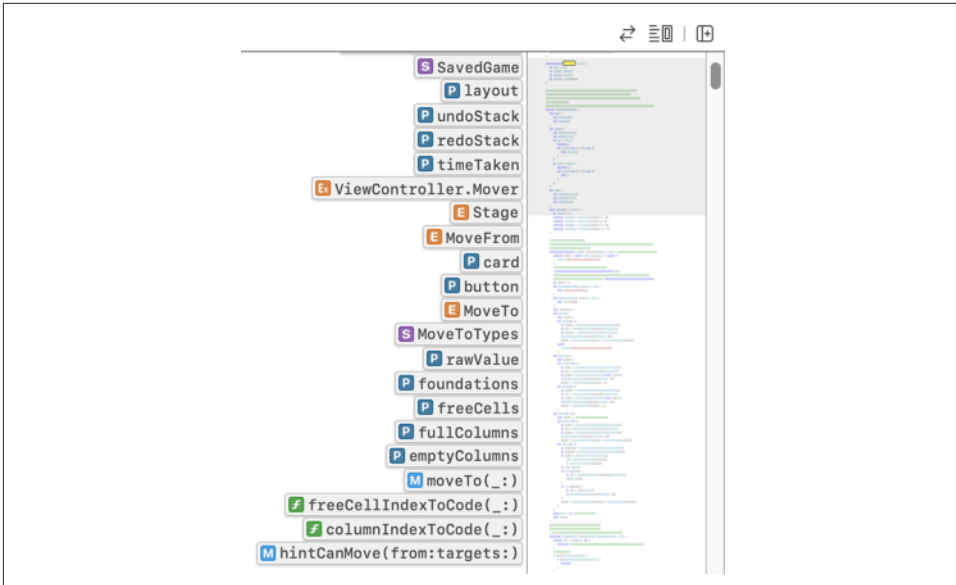 S SavedGame
P layout
P undoStack
P redoStack
P timeTaken
Ex ViewController.Mover
E Stage
E MoveFrom
P card
P button
E MoveTo
S MoveToTypes
P rawValue
P foundations
P freeCells
P fullColumns
P emptyColumns
M moveTo(_:)
f freeCellIndexToCode(_:)
f columnIndexToCode(_:)
M hintCanMove(from:targets:)